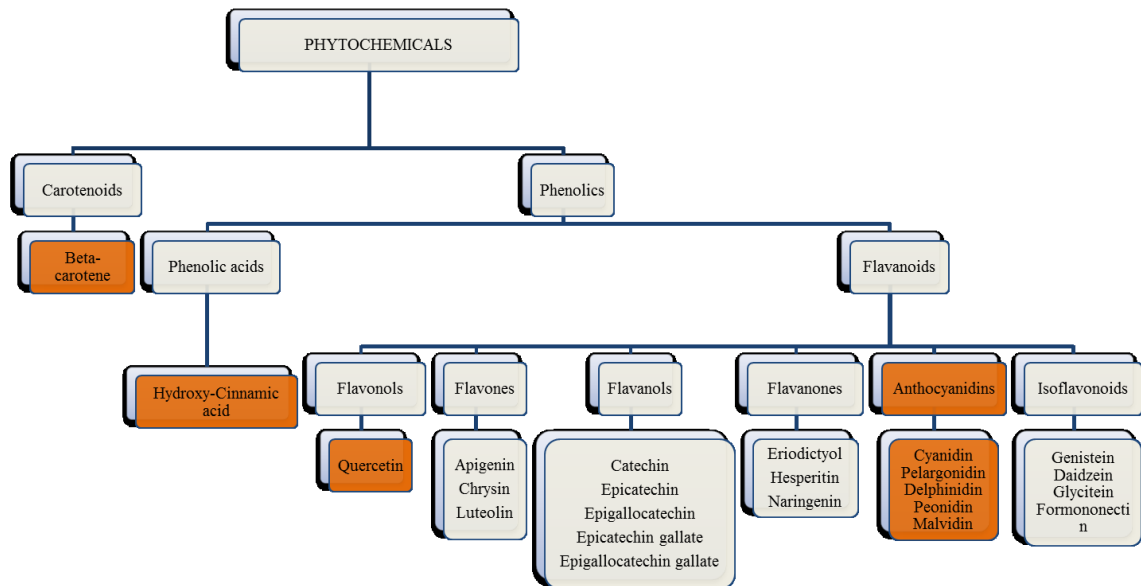 PHYTOCHEMICALS
Carotenoids
Phenolics
Beta-
carotene
Phenolic acids
Flavanoids
Hydroxy-Cinnamic
acid
Flavonols
Flavones
Flavanols
Flavanones
Anthocyanidins
Isoflavonoids
Quercetin
Apigenin
Chrysin
Luteolin
Catechin
Epicatechin
Epigallocatechin
Epicatechin gallate
Epigallocatechin gallate
Eriodictyol
Hesperitin
Naringenin
Cyanidin
Pelargonidin
Delphinidin
Peonidin
Malvidin
Genistein
Daidzein
Glycitein
Formononecti
n